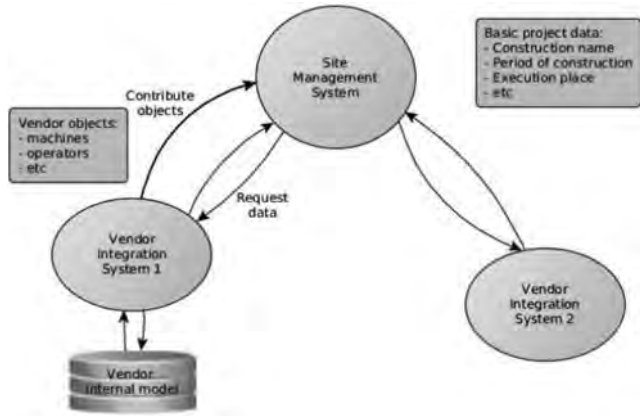 Site
Management
System
Basic project data:
- Construction name
- Period of construction
- Execution place
- etc
Contribute
objects
Vendor objects:
- machines
- operators
- etc
Request
data
Vendor
Integration
System 1
Vendor
Integration
System 2
Vendor
internal model